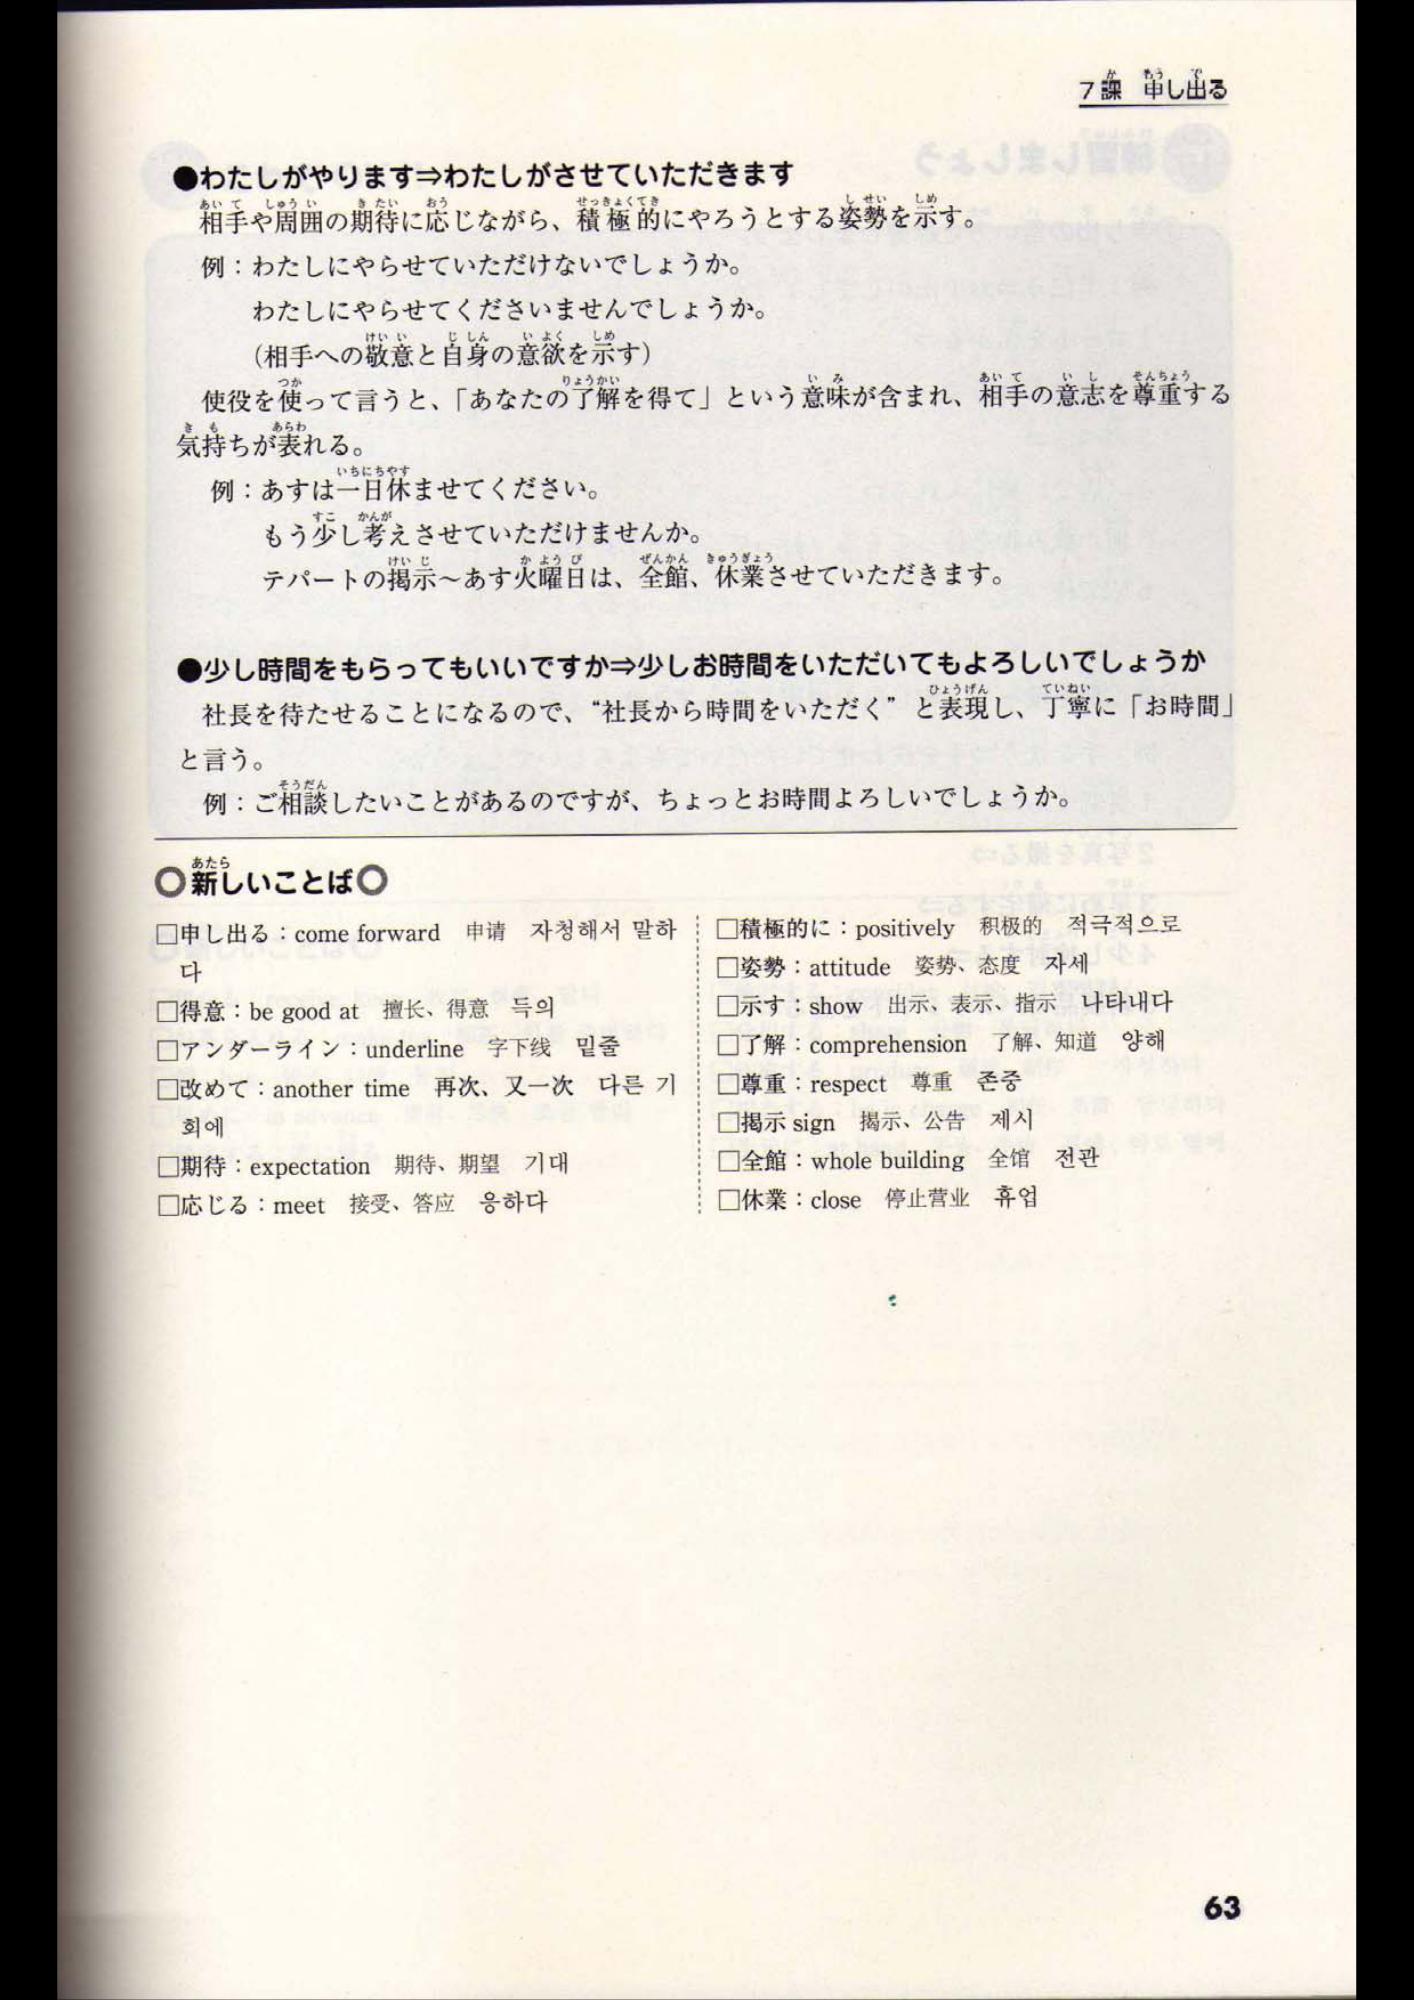 7課 申し出る
●わたしがやります⇒わたしがさせていただきます
相手や周囲の期待に応じながら、積極的にやろうとする姿勢を示す。
例：わたしにやらせていただけないでしょうか。
わたしにやらせてくださいませんでしょうか。
（相手への敬意と自身の意欲を示す）
使役を使って言うと、「あなたの了解を得て」という意味が含まれ、相手の意志を尊重する
気持ちが表れる。
例：あすは一日休ませてください。
もう少し考えさせていただけませんか。
テパートの掲示～あす火曜日は、全館、休業させていただきます。
●少し時間をもらってもいいですか⇒少しお時間をいただいてもよろしいでしょうか
社長を待たせることになるので、“社長から時間をいただく”と表現し、丁寧に「お時間」
と言う。
例：ご相談したいことがあるのですが、ちょっとお時間よろしいでしょうか。
○新しいことば○
□申し出る：come forward 申请 자청해서 말하
다
□得意：be good at 擅长、得意 득의
□アンダーライン：underline 字下线 밑줄
□改めて：another time 再次、又一次 다른 기
회에
□期待：expectation 期待、期望 기대
□応じる：meet 接受、答应 응하다
□積極的に：positively 积极的 적극적으로
□姿勢：attitude 姿势、态度 자세
□示す：show 出示、表示、指示 나타내다
□了解：comprehension 了解、知道 양해
□尊重：respect 尊重 존중
□掲示 sign 揭示、公告 제시
□全館：whole building 全馆 전관
□休業：close 停止营业 휴업
63